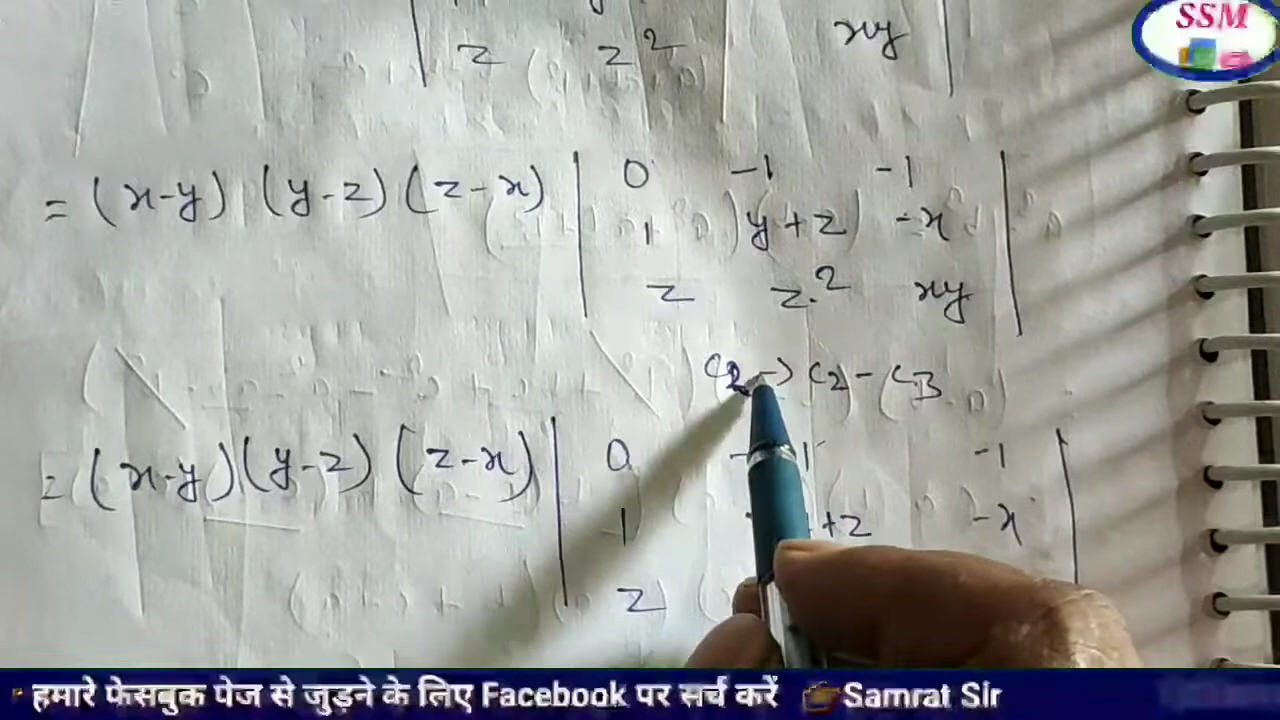 z z² xy
SSM
= (x-y) (y-z) (z-x) | 0 -1 -1 |
1 y+z -x
z z² xy
C2 -> C2 - C3
= (x-y) (y-z) (z-x) | 0 -1 |
1 +z -x
z
हमारे फेसबुक पेज से जुड़ने के लिए Facebook पर सर्च करें 👉 Samrat Sir